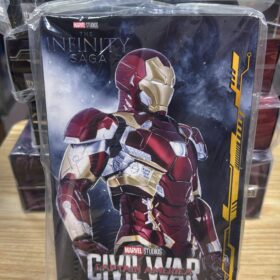 MARVEL STUDIOS
THE
INFINITY
SAGA
MARVEL STUDIOS
CIVIL WAR
CAPTAIN AMERICA